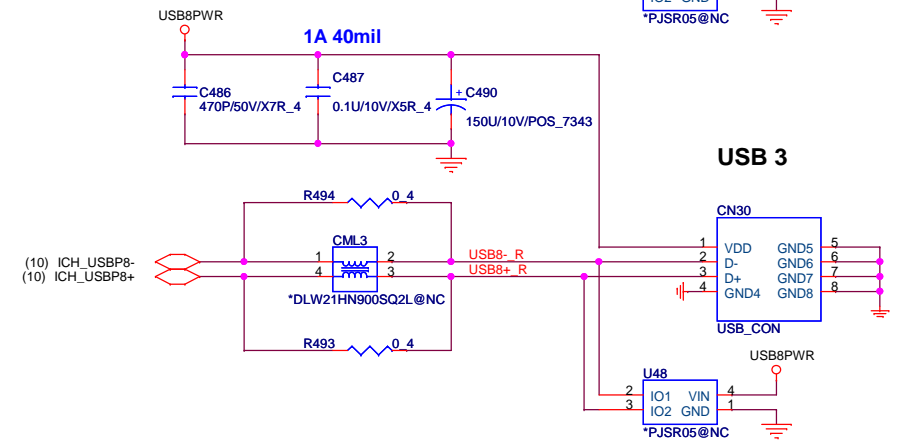 IO2 GND
*PJSR05@NC
USB8PWR
1A 40mil
C486
470P/50V/X7R_4
C487
0.1U/10V/X5R_4
+ C490
150U/10V/POS_7343
USB 3
R494 0_4
CN30
CML3
(10) ICH_USBP8-
(10) ICH_USBP8+
1 2
4 3
USB8-_R
USB8+_R
*DLW21HN900SQ2L@NC
1 VDD GND5 5
2 D- GND6 6
3 D+ GND7 7
4 GND4 GND8 8
USB_CON
R493 0_4
USB8PWR
U48
2 IO1 VIN 4
3 IO2 GND 1
*PJSR05@NC